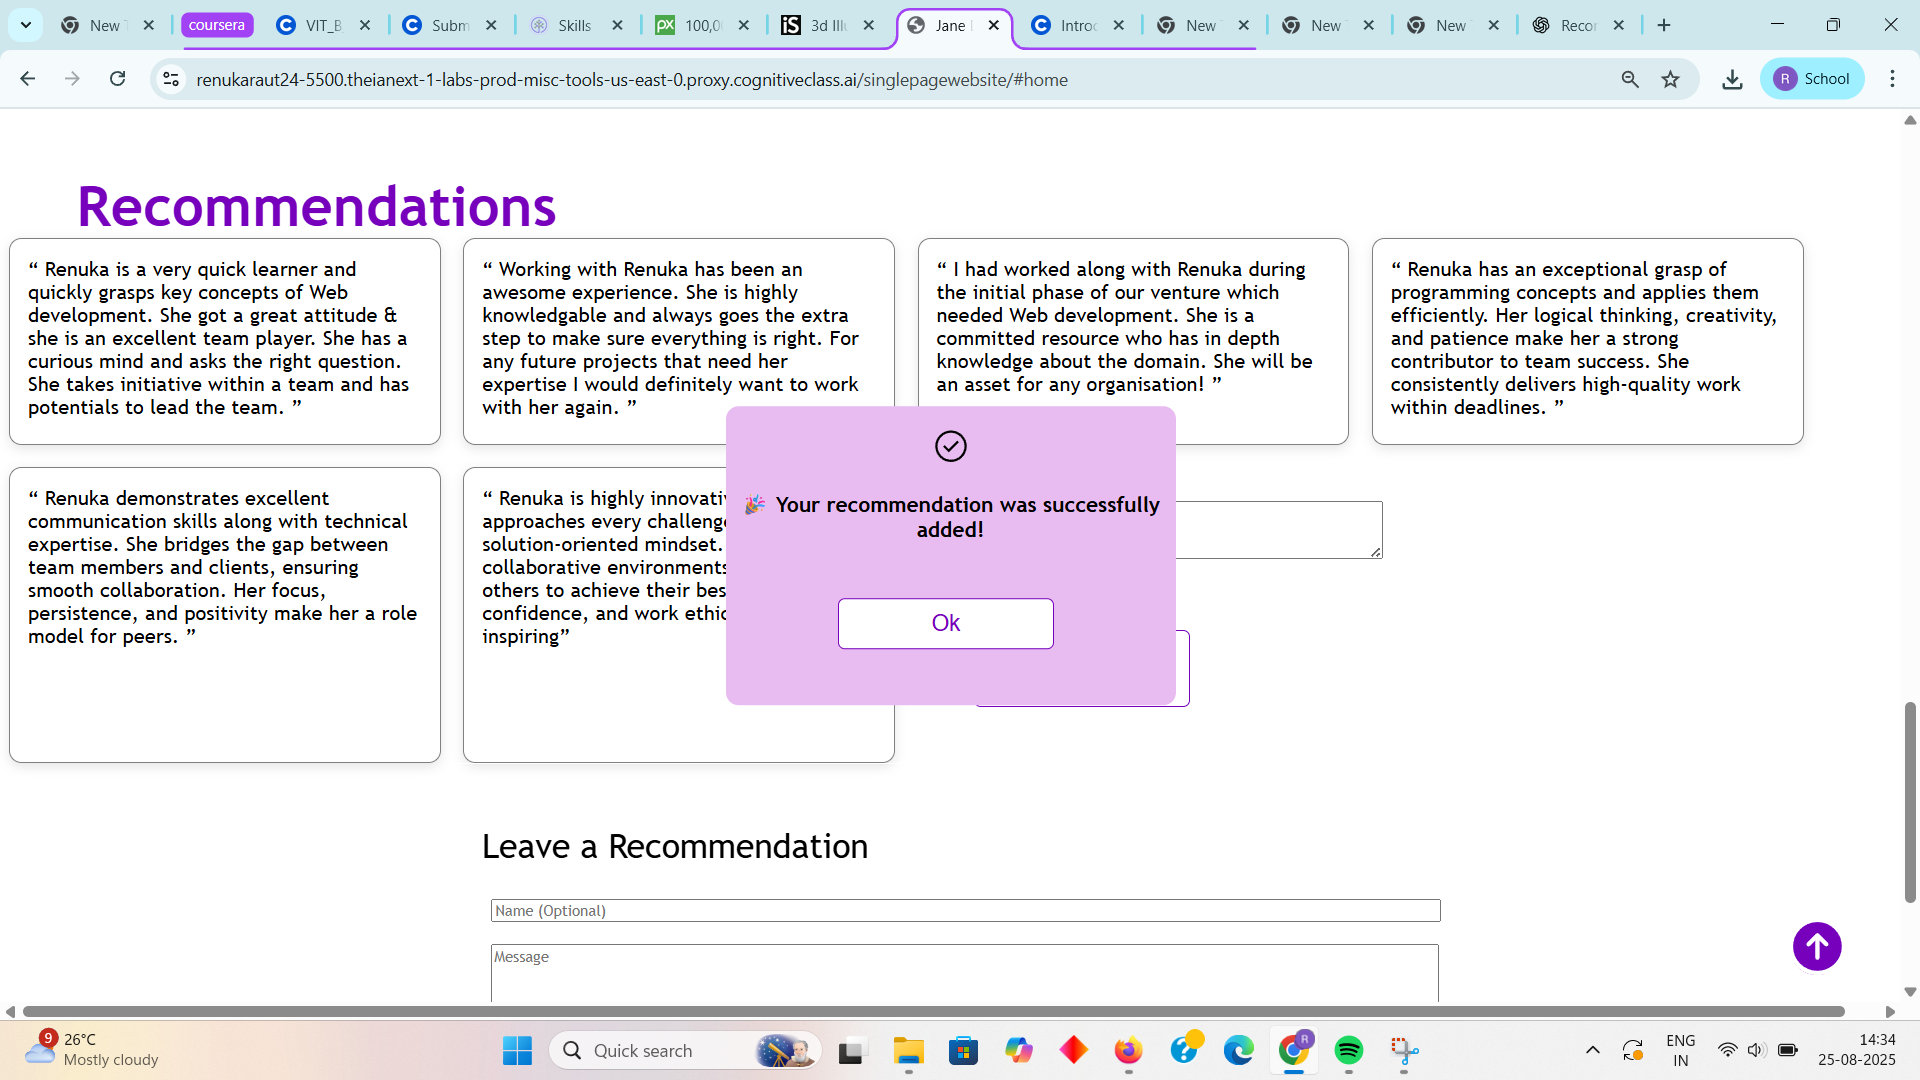 New T
coursera
VIT_B
Subm
Skills
100,0
3d Illu
Jane
Introc
New T
New T
New T
Recor
renukaraut24-5500.theianext-1-labs-prod-misc-tools-us-east-0.proxy.cognitiveclass.ai/singlepagewebsite/#home
R School
Recommendations
“ Renuka is a very quick learner and
quickly grasps key concepts of Web
development. She got a great attitude &
she is an excellent team player. She has a
curious mind and asks the right question.
She takes initiative within a team and has
potentials to lead the team. ”
“ Working with Renuka has been an
awesome experience. She is highly
knowledgable and always goes the extra
step to make sure everything is right. For
any future projects that need her
expertise I would definitely want to work
with her again. ”
“ I had worked along with Renuka during
the initial phase of our venture which
needed Web development. She is a
committed resource who has in depth
knowledge about the domain. She will be
an asset for any organisation! ”
“ Renuka has an exceptional grasp of
programming concepts and applies them
efficiently. Her logical thinking, creativity,
and patience make her a strong
contributor to team success. She
consistently delivers high-quality work
within deadlines. ”
“ Renuka demonstrates excellent
communication skills along with technical
expertise. She bridges the gap between
team members and clients, ensuring
smooth collaboration. Her focus,
persistence, and positivity make her a role
model for peers. ”
“ Renuka is highly innovati
approaches every challeng
solution-oriented mindset.
collaborative environments
others to achieve their bes
confidence, and work ethic
inspiring”
🎉 Your recommendation was successfully
added!
Ok
Leave a Recommendation
Name (Optional)
Message
9
26°C
Mostly cloudy
Quick search
R
ENG
IN
14:34
25-08-2025